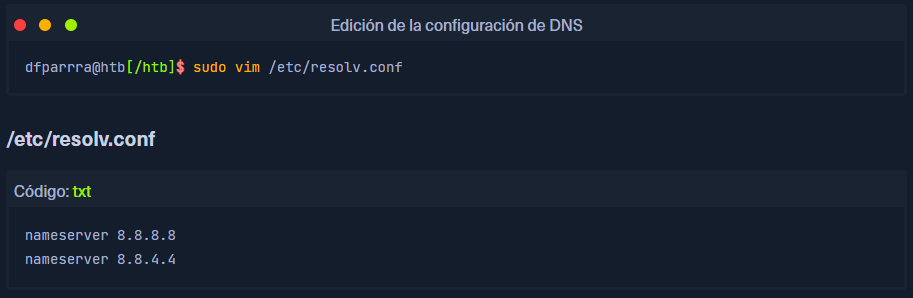 Edición de la configuración de DNS
dfparrra@htb[/htb]$ sudo vim /etc/resolv.conf
/etc/resolv.conf
Código: txt
nameserver 8.8.8.8
nameserver 8.8.4.4